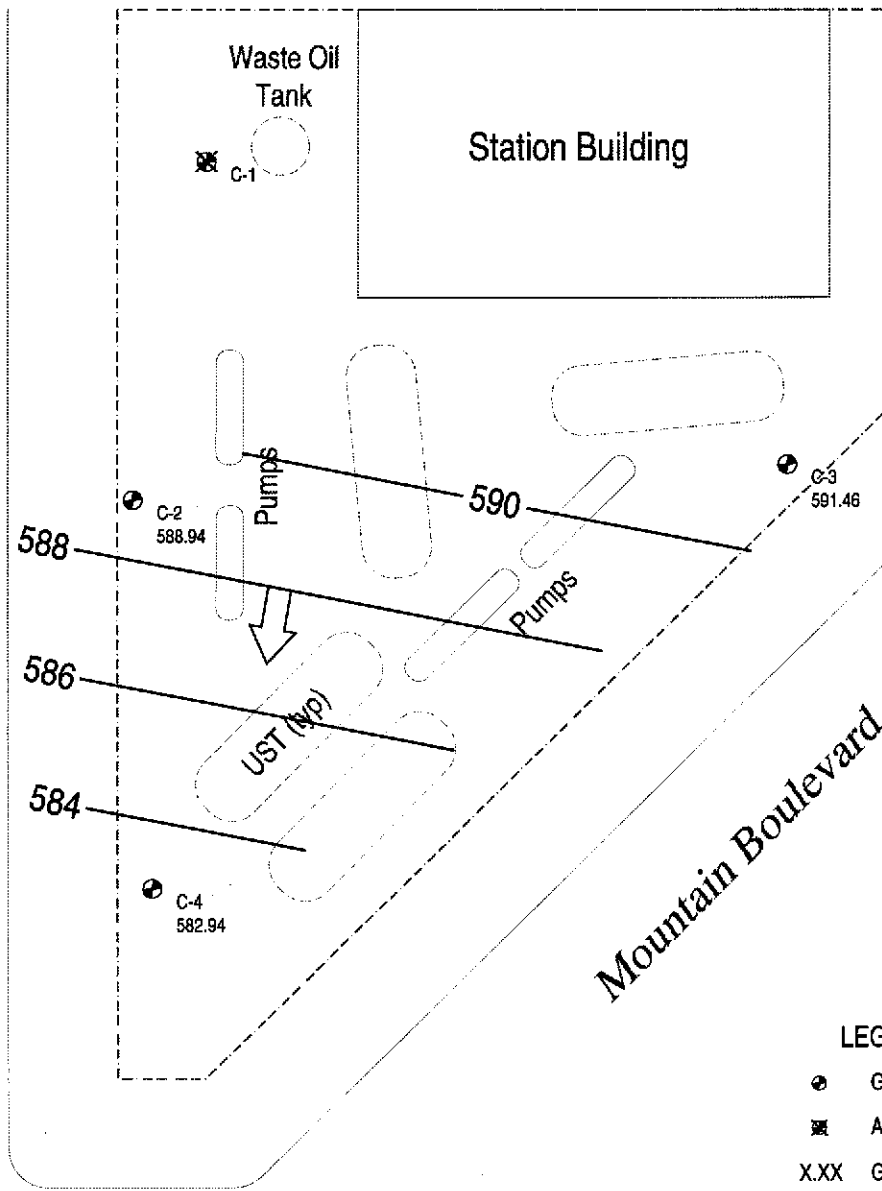 Waste Oil
Tank
Station Building
C-1
Pumps
C-2
588.94
590
C-3
591.46
588
Pumps
586
UST (typ)
584
C-4
582.94
Mountain Boulevard
LEG
G
A
X.XX G